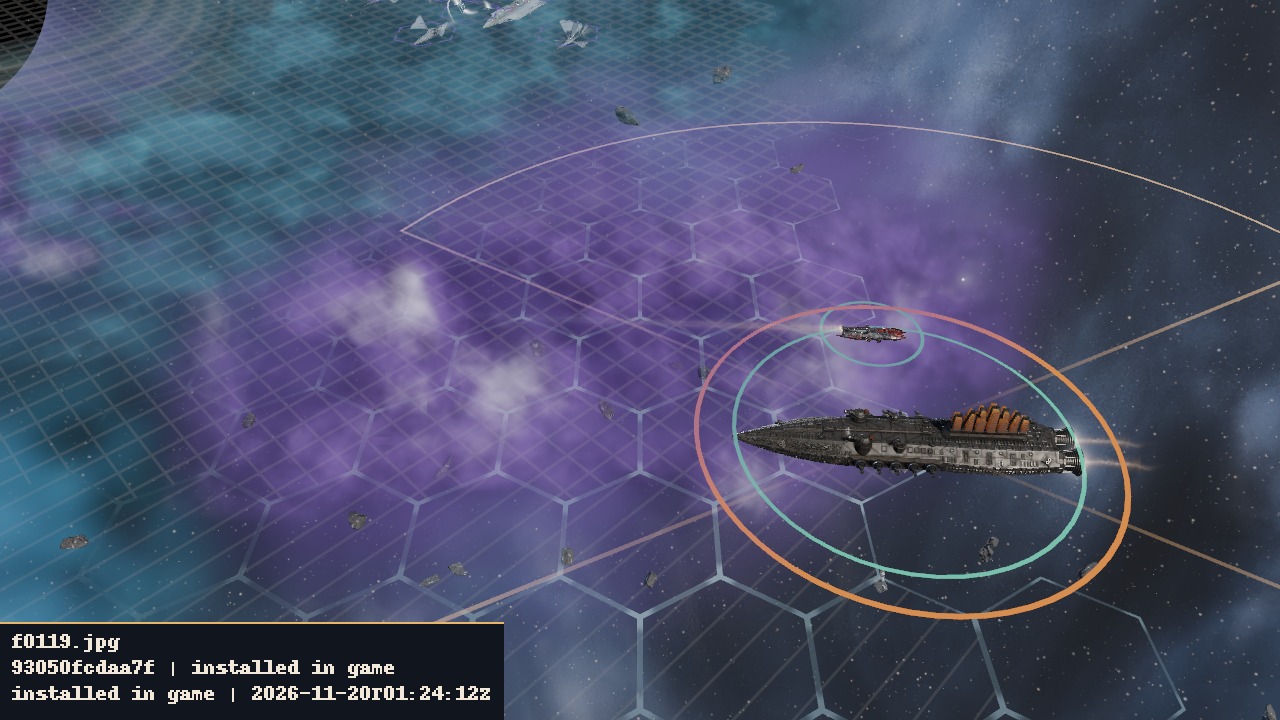 f0119.jpg
93050fcdaa7f | installed in game
installed in game | 2026-11-20T01:24:12Z